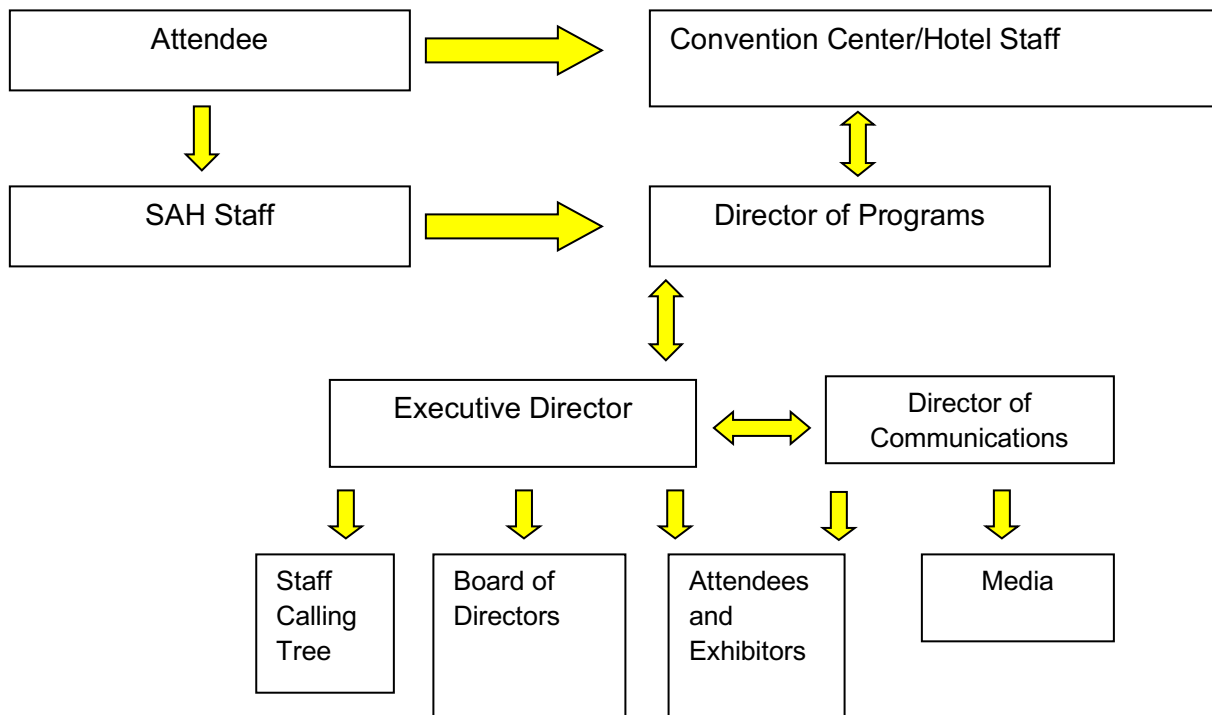 Attendee
Convention Center/Hotel Staff
SAH Staff
Director of Programs
Executive Director
Director of
Communications
Staff
Calling
Tree
Board of
Directors
Attendees
and
Exhibitors
Media